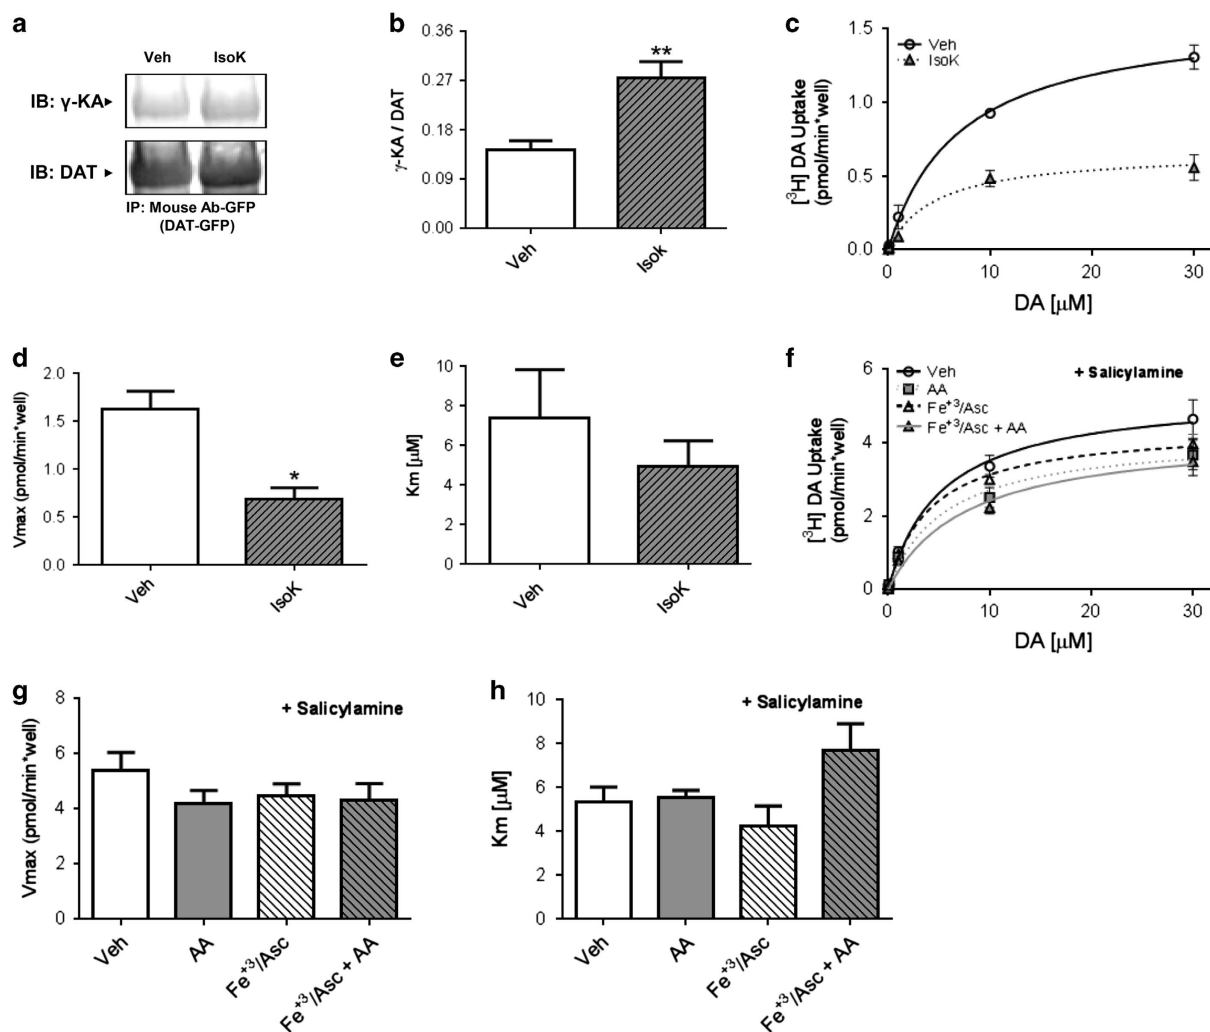 a
Veh IsoK
IB: γ-KA▸
IB: DAT ▸
IP: Mouse Ab-GFP
(DAT-GFP)
b
γ-KA / DAT
0.36
0.27
0.18
0.09
0.00
**
Veh
Isok
c
[³H] DA Uptake
(pmol/min*well)
1.5
1.0
0.5
0.0
Veh
IsoK
0 10 20 30
DA [μM]
d
Vmax (pmol/min*well)
2.0
1.5
1.0
0.5
0.0
*
Veh
IsoK
e
Km [μM]
10
8
6
4
2
0
Veh
IsoK
f
[³H] DA Uptake
(pmol/min*well)
6
4
2
0
Veh
AA
Fe⁺³/Asc
Fe⁺³/Asc + AA
+ Salicylamine
0 10 20 30
DA [μM]
g
Vmax (pmol/min*well)
8
6
4
2
0
+ Salicylamine
Veh
AA
Fe⁺³/Asc
Fe⁺³/Asc + AA
h
Km [μM]
10
8
6
4
2
0
+ Salicylamine
Veh
AA
Fe⁺³/Asc
Fe⁺³/Asc + AA